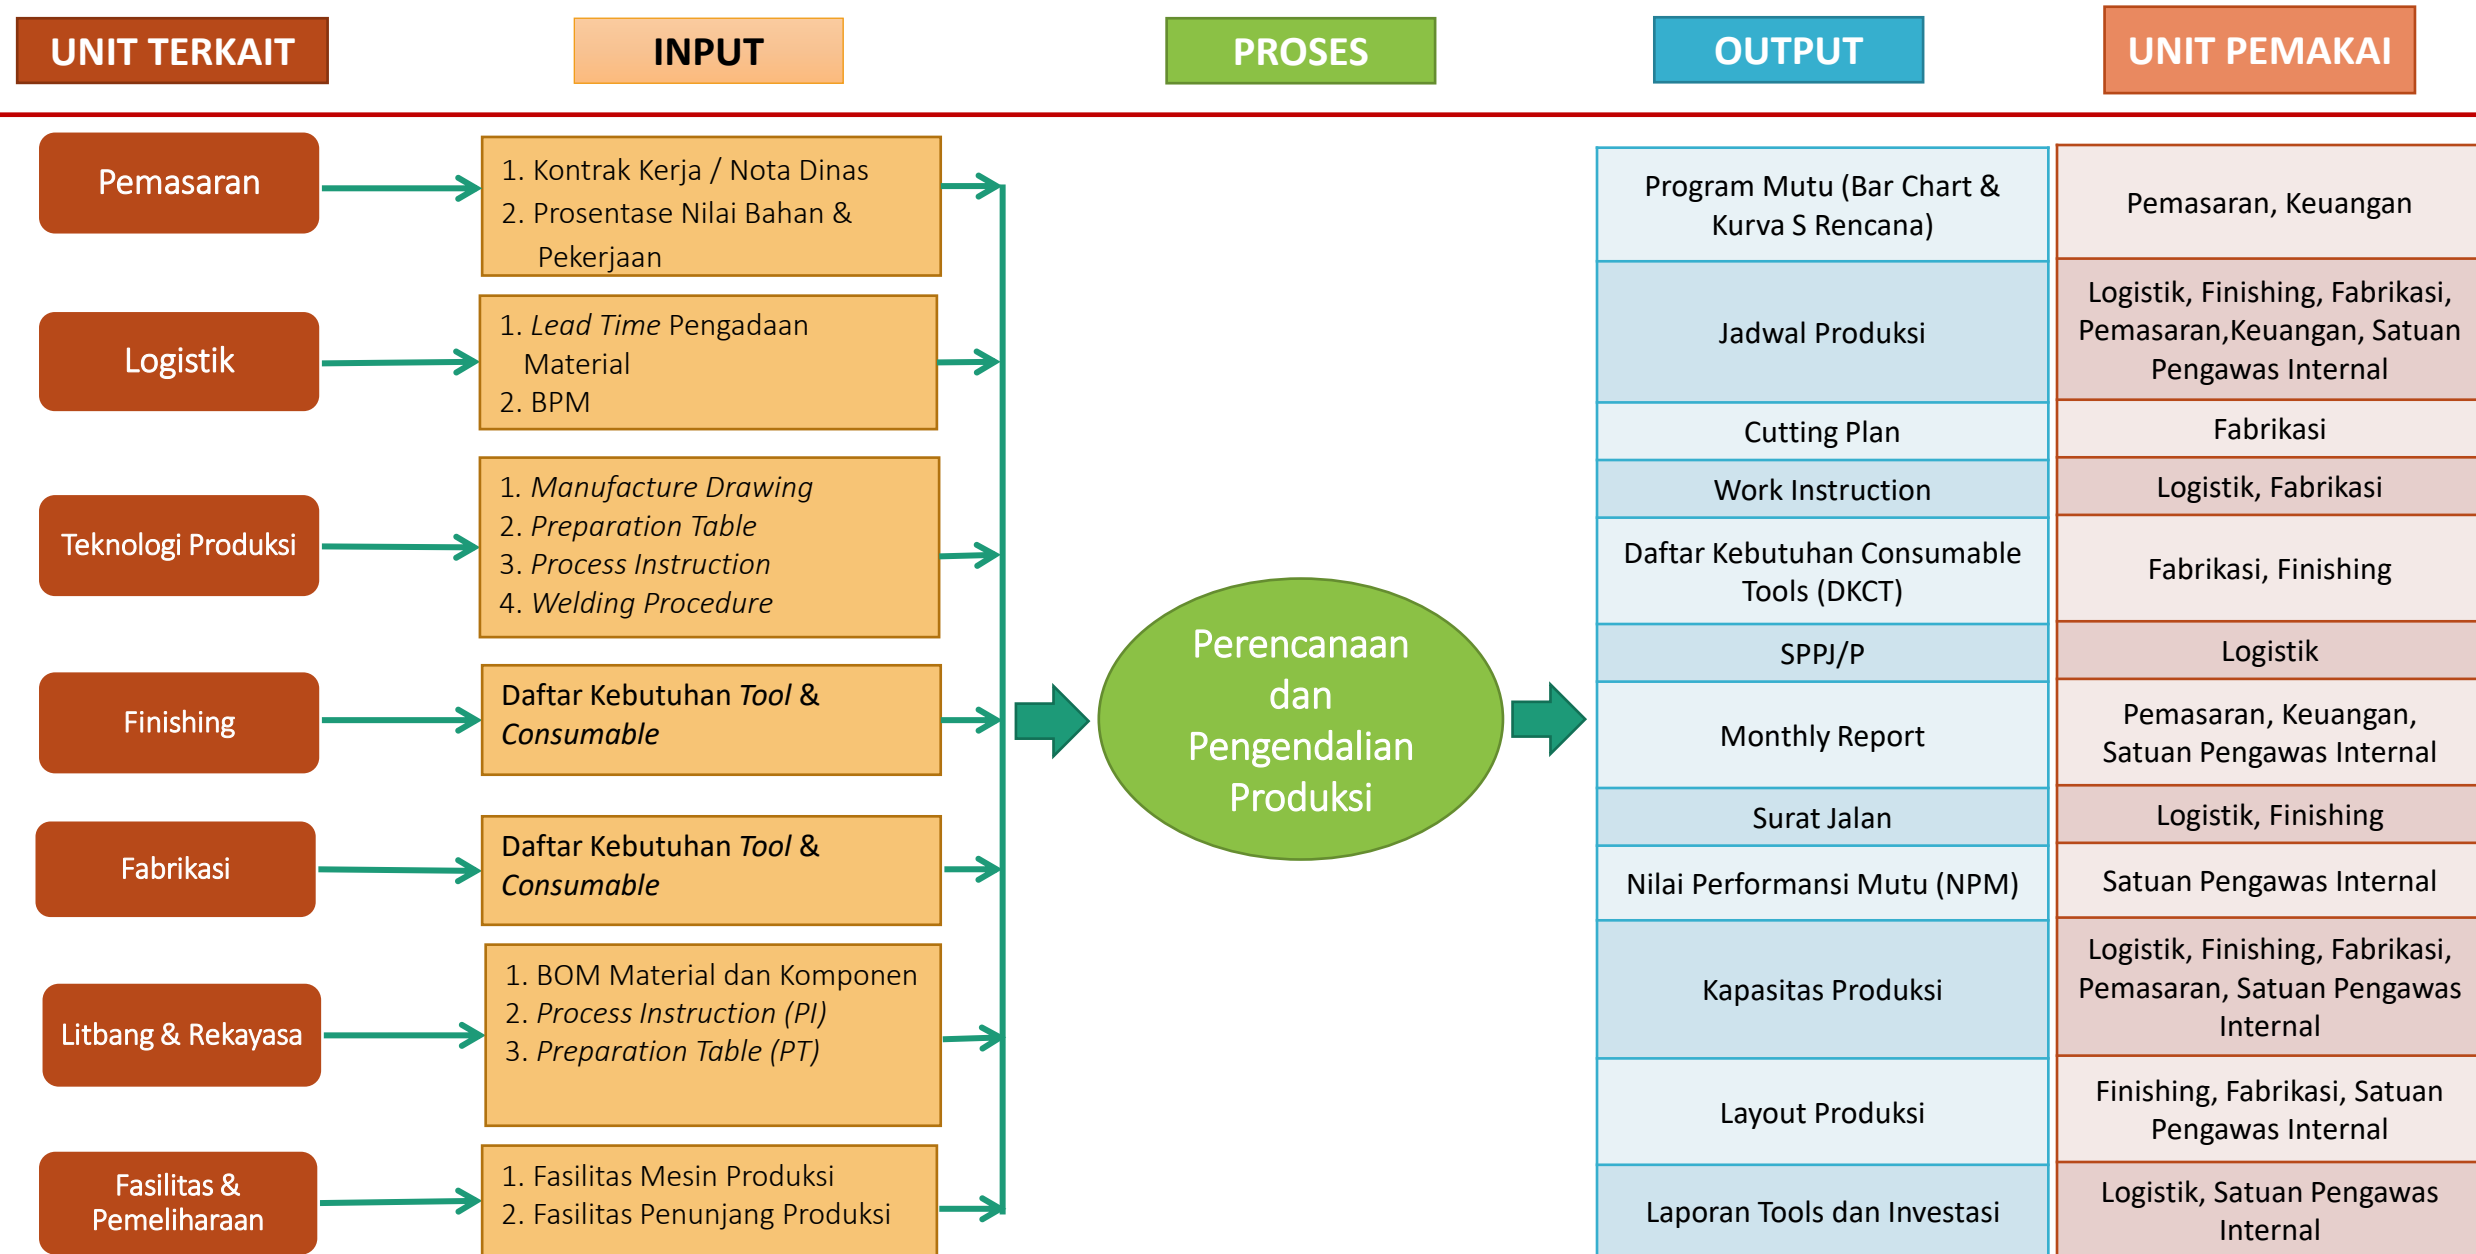 UNIT TERKAIT
INPUT
PROSES
OUTPUT
UNIT PEMAKAI
Pemasaran
1. Kontrak Kerja / Nota Dinas
2. Prosentase Nilai Bahan &
Pekerjaan
Logistik
1. Lead Time Pengadaan
Material
2. BPM
Teknologi Produksi
1. Manufacture Drawing
2. Preparation Table
3. Process Instruction
4. Welding Procedure
Finishing
Daftar Kebutuhan Tool &
Consumable
Fabrikasi
Daftar Kebutuhan Tool &
Consumable
Litbang & Rekayasa
1. BOM Material dan Komponen
2. Process Instruction (PI)
3. Preparation Table (PT)
Fasilitas &
Pemeliharaan
1. Fasilitas Mesin Produksi
2. Fasilitas Penunjang Produksi
Perencanaan
dan
Pengendalian
Produksi
Program Mutu (Bar Chart &
Kurva S Rencana)
Pemasaran, Keuangan
Jadwal Produksi
Logistik, Finishing, Fabrikasi,
Pemasaran,Keuangan, Satuan
Pengawas Internal
Cutting Plan
Fabrikasi
Work Instruction
Logistik, Fabrikasi
Daftar Kebutuhan Consumable
Tools (DKCT)
Fabrikasi, Finishing
SPPJ/P
Logistik
Monthly Report
Pemasaran, Keuangan,
Satuan Pengawas Internal
Surat Jalan
Logistik, Finishing
Nilai Performansi Mutu (NPM)
Satuan Pengawas Internal
Kapasitas Produksi
Logistik, Finishing, Fabrikasi,
Pemasaran, Satuan Pengawas
Internal
Layout Produksi
Finishing, Fabrikasi, Satuan
Pengawas Internal
Laporan Tools dan Investasi
Logistik, Satuan Pengawas
Internal